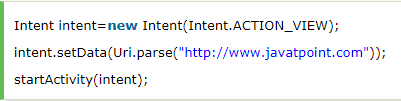 Intent intent=new Intent(Intent.ACTION_VIEW);
intent.setData(Uri.parse("http://www.javatpoint.com"));
startActivity(intent);